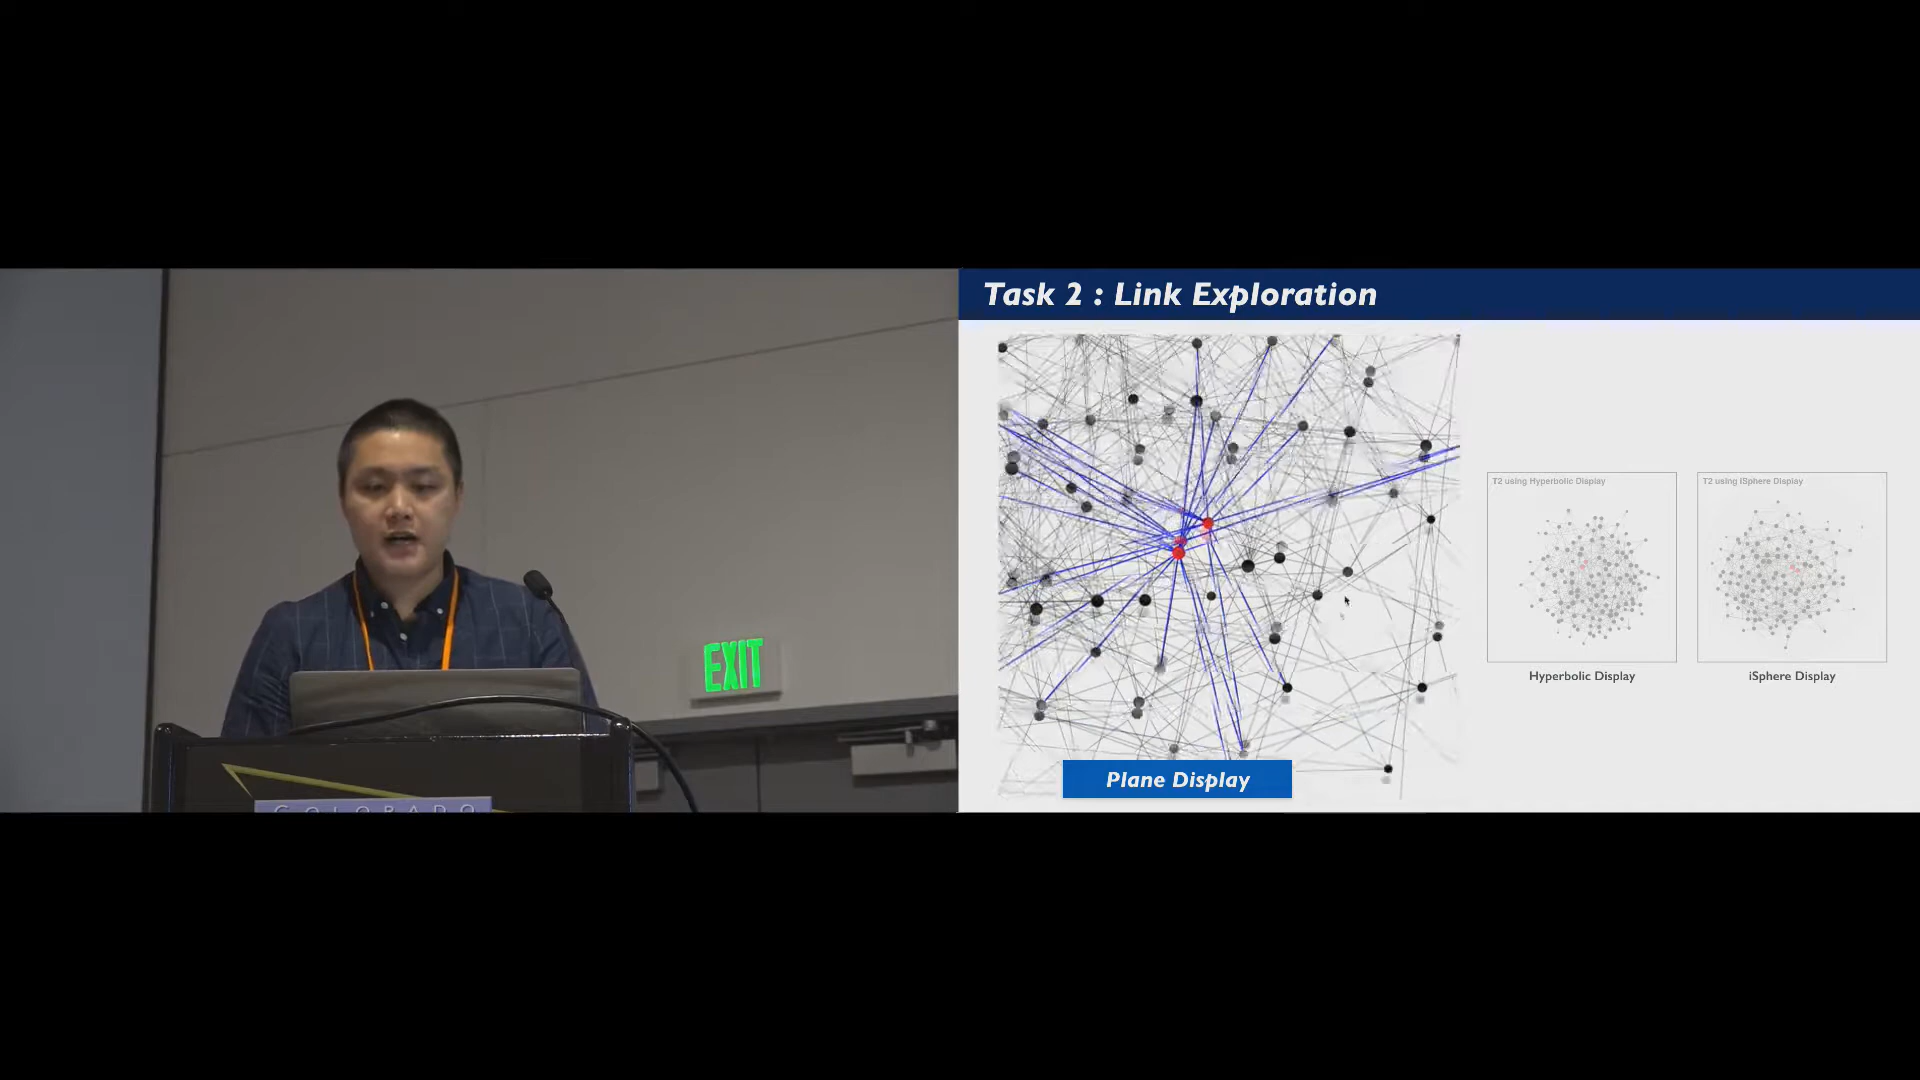 EXIT
COLORADO
Task 2 : Link Exploration
Plane Display
T2 using Hyperbolic Display
Hyperbolic Display
T2 using iSphere Display
iSphere Display